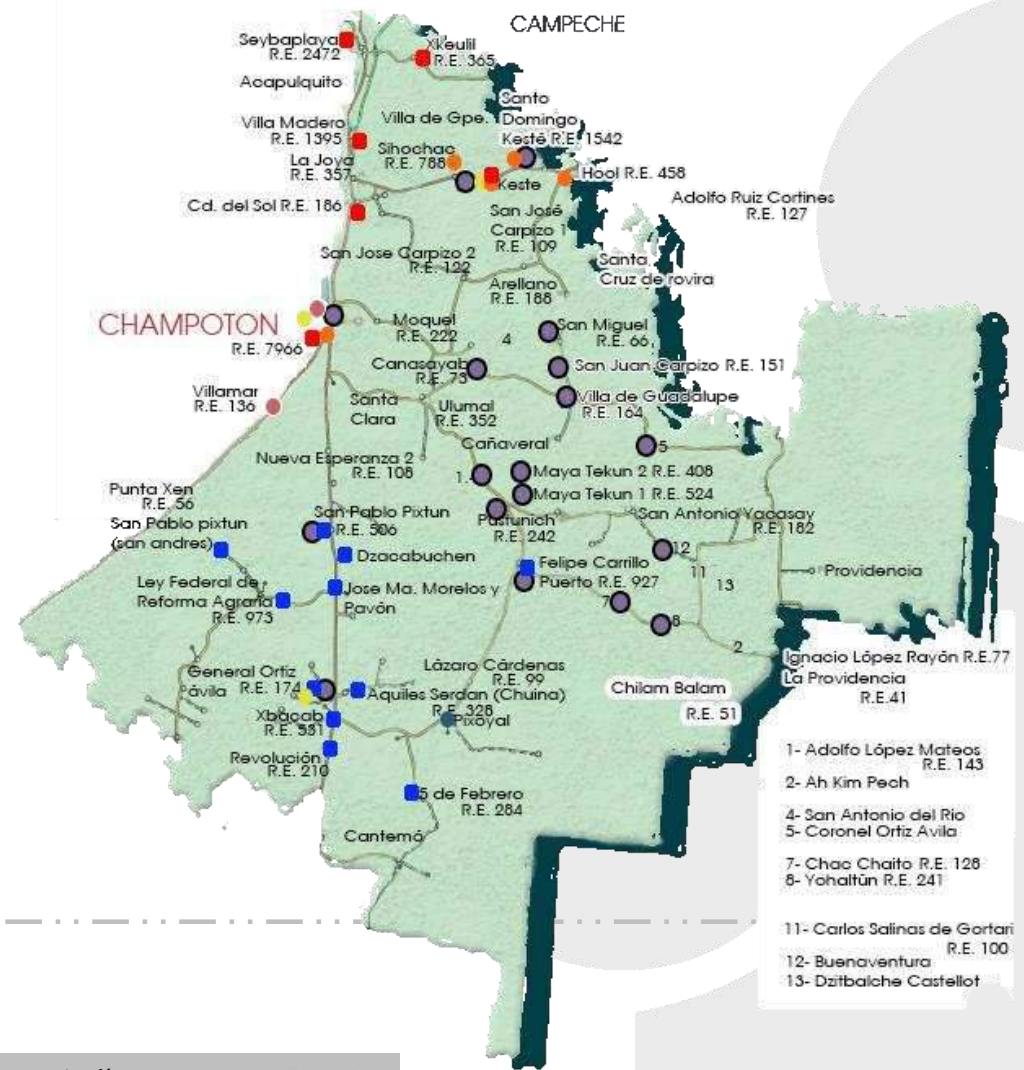 CAMPECHE
Seybaplaya
R.E. 2472
Xkeulil
R.E. 365
Acapulquito
Santo
Domingo
Kesté R.E. 1542
Villa Madero
R.E. 1395
Villa de Gpe.
La Joya
R.E. 357
Sihochac
R.E. 788
Keste
Hool R.E. 458
Cd. del Sol R.E. 186
Adolfo Ruiz Cortines
R.E. 127
San José
Carpizo 1
R.E. 109
San Jose Carpizo 2
R.E. 122
Santa
Cruz de rovira
Arellano
R.E. 188
CHAMPOTON
R.E. 7966
Moquel
R.E. 222
4
San Miguel
R.E. 66
Canasayab
R.E. 73
San Juan Carpizo R.E. 151
Villamar
R.E. 136
Santa
Clara
Ulumal
R.E. 352
Villa de Guadalupe
R.E. 164
Cañaveral
5
Nueva Esperanza 2
R.E. 108
1
Maya Tekun 2 R.E. 408
Maya Tekun 1 R.E. 524
Punta Xen
R.E. 56
San Pablo Pixtun
R.E. 506
Pustunich
R.E. 242
San Antonio Yacasay
R.E. 182
San Pablo pixtun
(san andres)
Dzacabuchen
12
Felipe Carrillo
Puerto R.E. 927
11
13
Providencia
Ley Federal de
Reforma Agraria
R.E. 973
Jose Ma. Morelos y
Pavón
7
8
2
Ignacio López Rayón R.E.77
La Providencia
R.E.41
General Ortiz
ávila R.E. 174
Lázaro Cárdenas
R.E. 99
Aquiles Serdan (Chuina)
R.E. 328
Chilam Balam
R.E. 51
Xbacab
R.E. 531
Pixoyal
Revolución
R.E. 210
5 de Febrero
R.E. 284
Cantemó
1- Adolfo López Mateos
R.E. 143
2- Ah Kim Pech
4- San Antonio del Rio
5- Coronel Ortiz Avila
7- Chac Chaito R.E. 128
8- Yohaltún R.E. 241
11- Carlos Salinas de Gortari
R.E. 100
12- Buenaventura
13- Dzitbalche Castellot